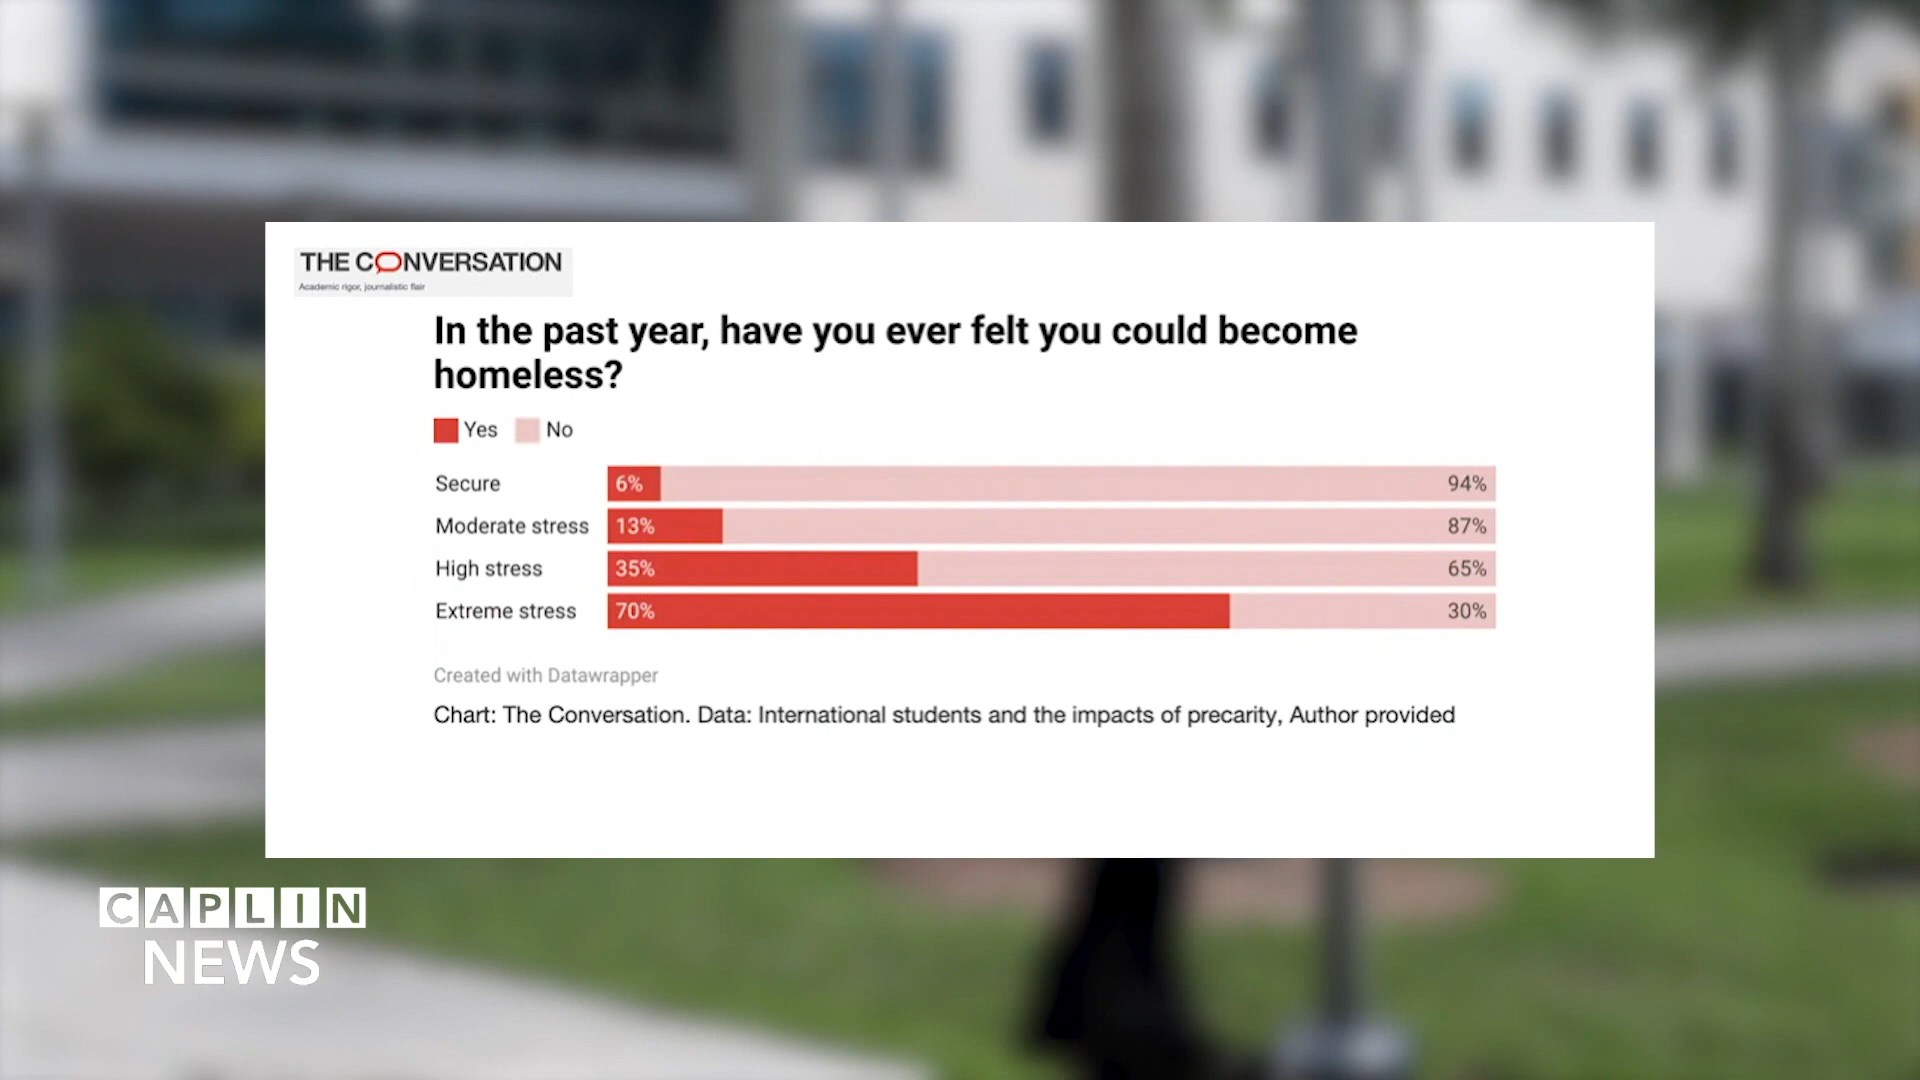 THE CONVERSATION
Academic rigor, journalistic flair
In the past year, have you ever felt you could become
homeless?
Yes No
Secure 6% 94%
Moderate stress 13% 87%
High stress 35% 65%
Extreme stress 70% 30%
Created with Datawrapper
Chart: The Conversation. Data: International students and the impacts of precarity, Author provided
CAPLIN
NEWS